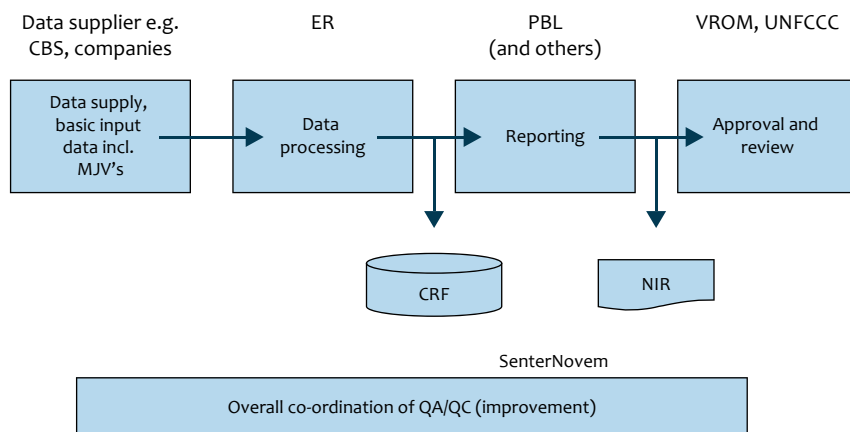 Data supplier e.g.
CBS, companies
ER
PBL
(and others)
VROM, UNFCCC
Data supply,
basic input
data incl.
MJV's
Data
processing
Reporting
Approval and
review
CRF
NIR
SenterNovem
Overall co-ordination of QA/QC (improvement)